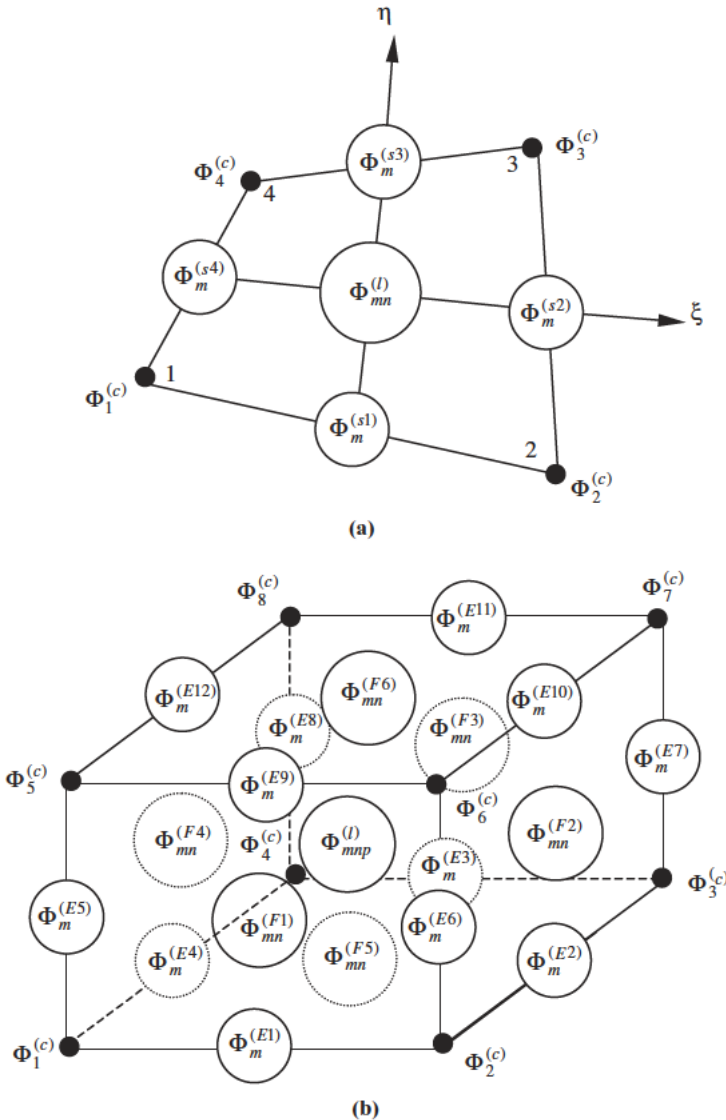 η
Φ_m^(s3)
Φ_3^(c)
3
Φ_4^(c)
4
Φ_m^(s4)
Φ_mn^(l)
Φ_m^(s2)
ξ
1
Φ_1^(c)
Φ_m^(s1)
2
Φ_2^(c)
(a)
Φ_8^(c)
Φ_7^(c)
Φ_m^(E11)
Φ_m^(E12)
Φ_mn^(F6)
Φ_m^(E10)
Φ_m^(E8)
Φ_mn^(F3)
Φ_m^(E7)
Φ_5^(c)
Φ_m^(E9)
Φ_6^(c)
Φ_mn^(F4)
Φ_4^(c)
Φ_mnp^(l)
Φ_mn^(F2)
Φ_m^(E3)
Φ_3^(c)
Φ_m^(E5)
Φ_mn^(F1)
Φ_m^(E6)
Φ_m^(E4)
Φ_mn^(F5)
Φ_m^(E2)
Φ_1^(c)
Φ_m^(E1)
Φ_2^(c)
(b)